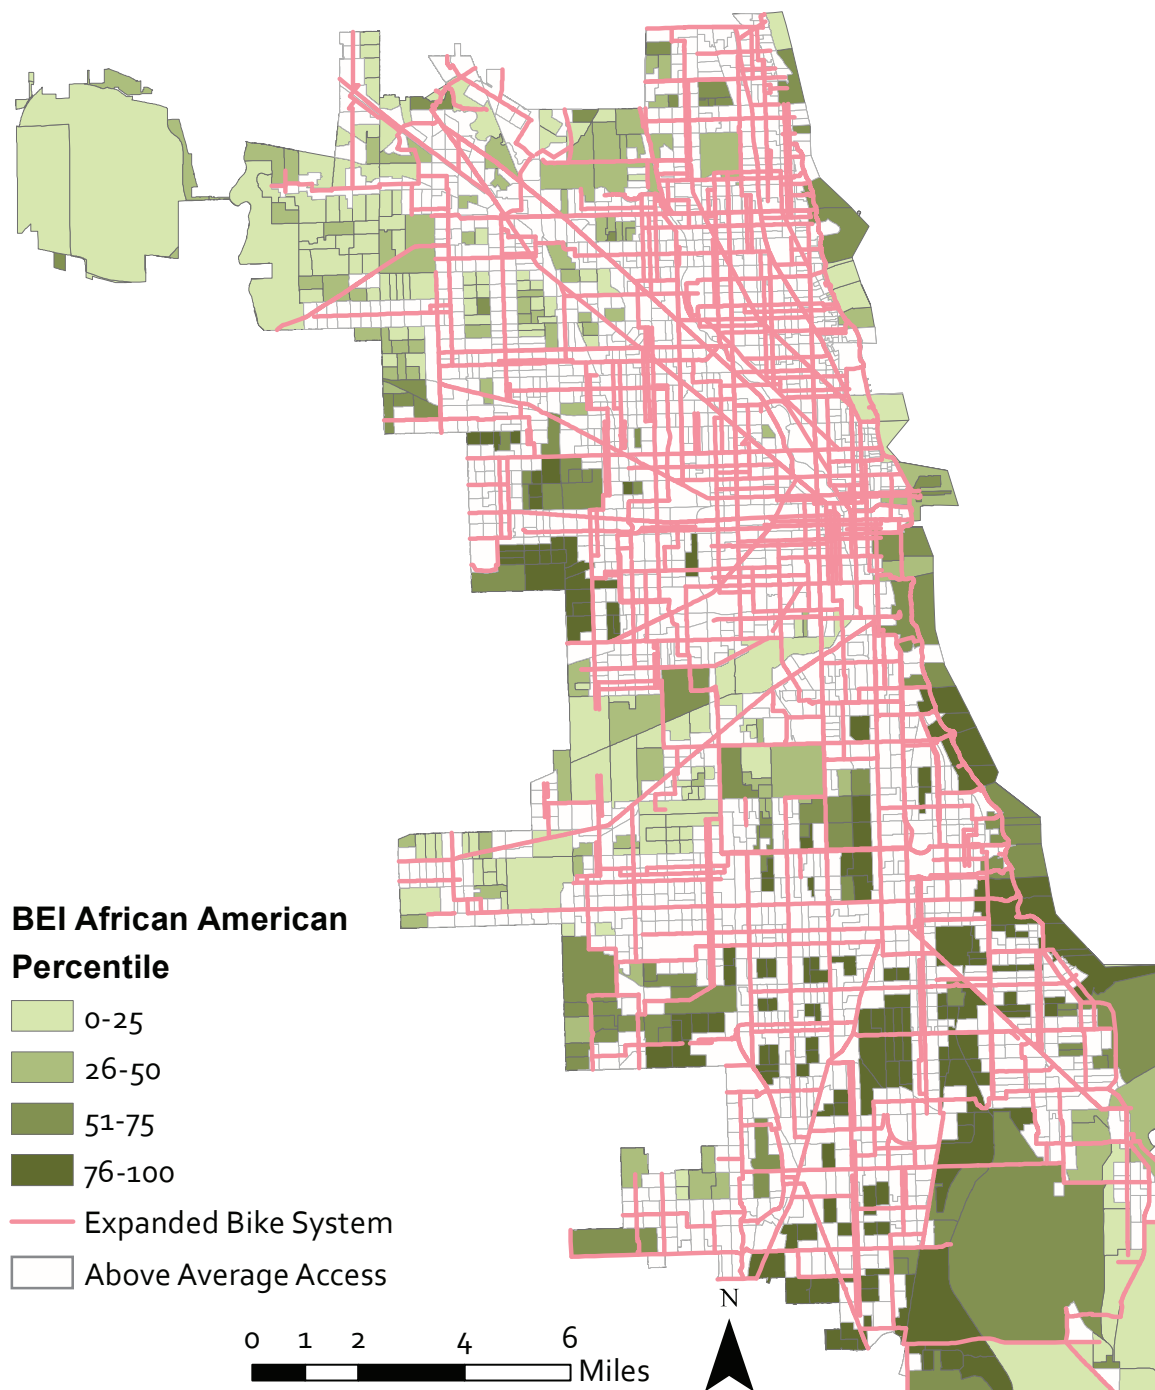 BEI African American
Percentile
0-25
26-50
51-75
76-100
Expanded Bike System
Above Average Access
N
0 1 2 4 6
Miles